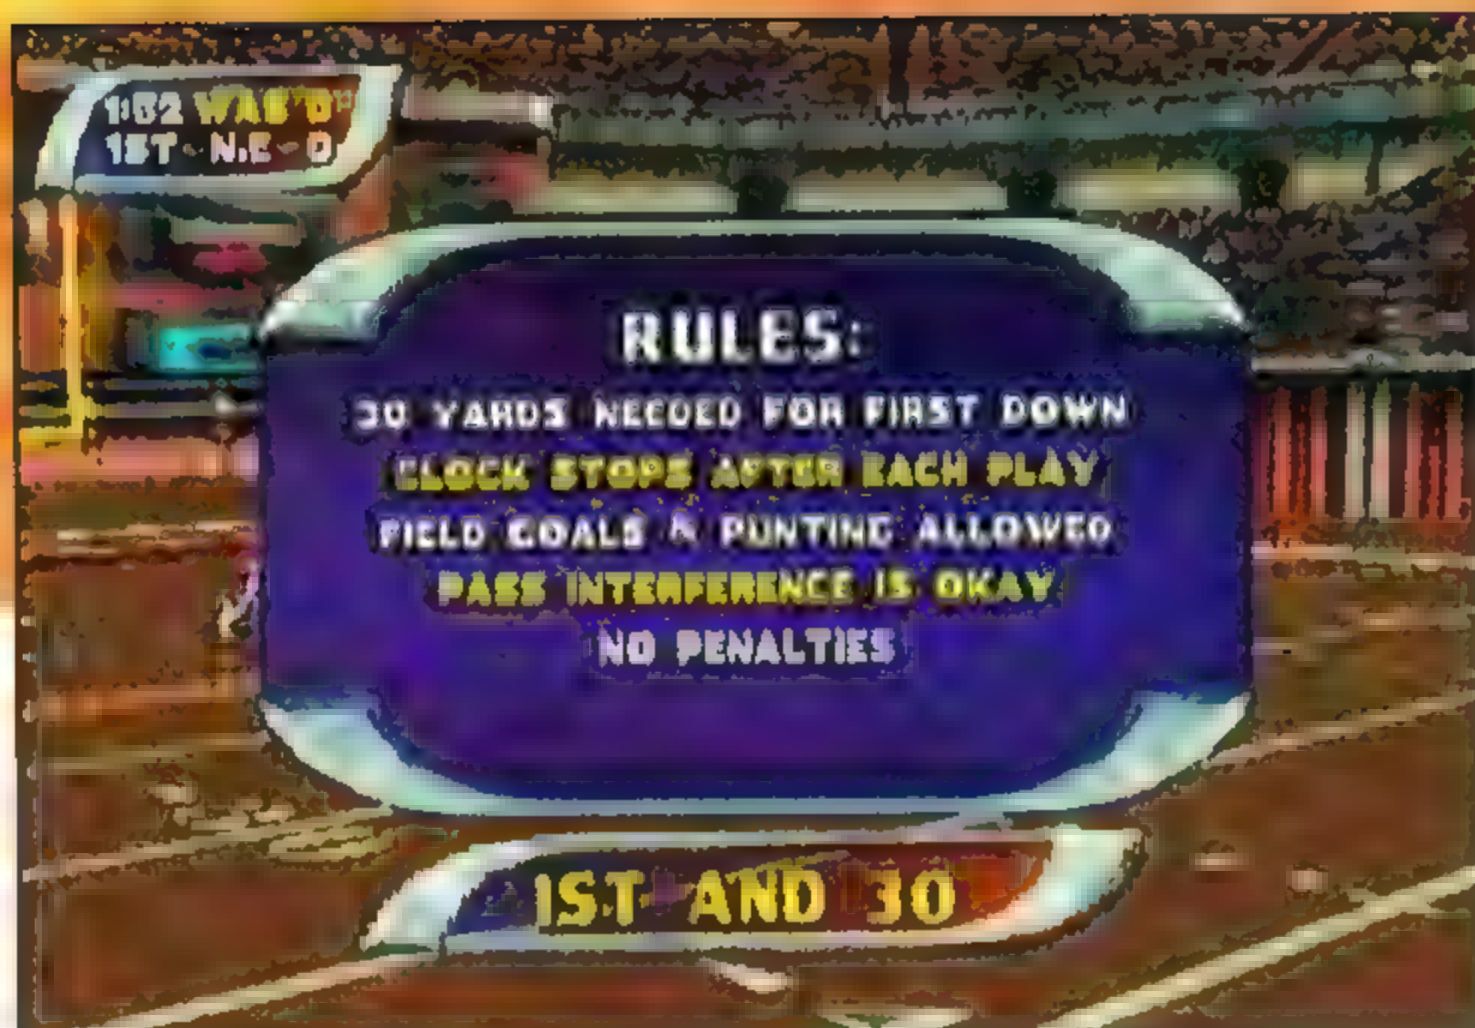 1:52 WAS 0
1ST N.E 0
RULES:
30 YARDS NEEDED FOR FIRST DOWN
CLOCK STOPS AFTER EACH PLAY
FIELD GOALS & PUNTING ALLOWED
PASS INTERFERENCE IS OKAY
NO PENALTIES
1ST AND 30